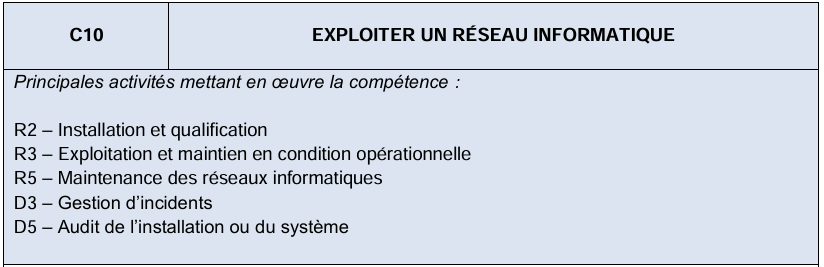 C10
EXPLOITER UN RÉSEAU INFORMATIQUE
Principales activités mettant en œuvre la compétence :
R2 – Installation et qualification
R3 – Exploitation et maintien en condition opérationnelle
R5 – Maintenance des réseaux informatiques
D3 – Gestion d’incidents
D5 – Audit de l’installation ou du système